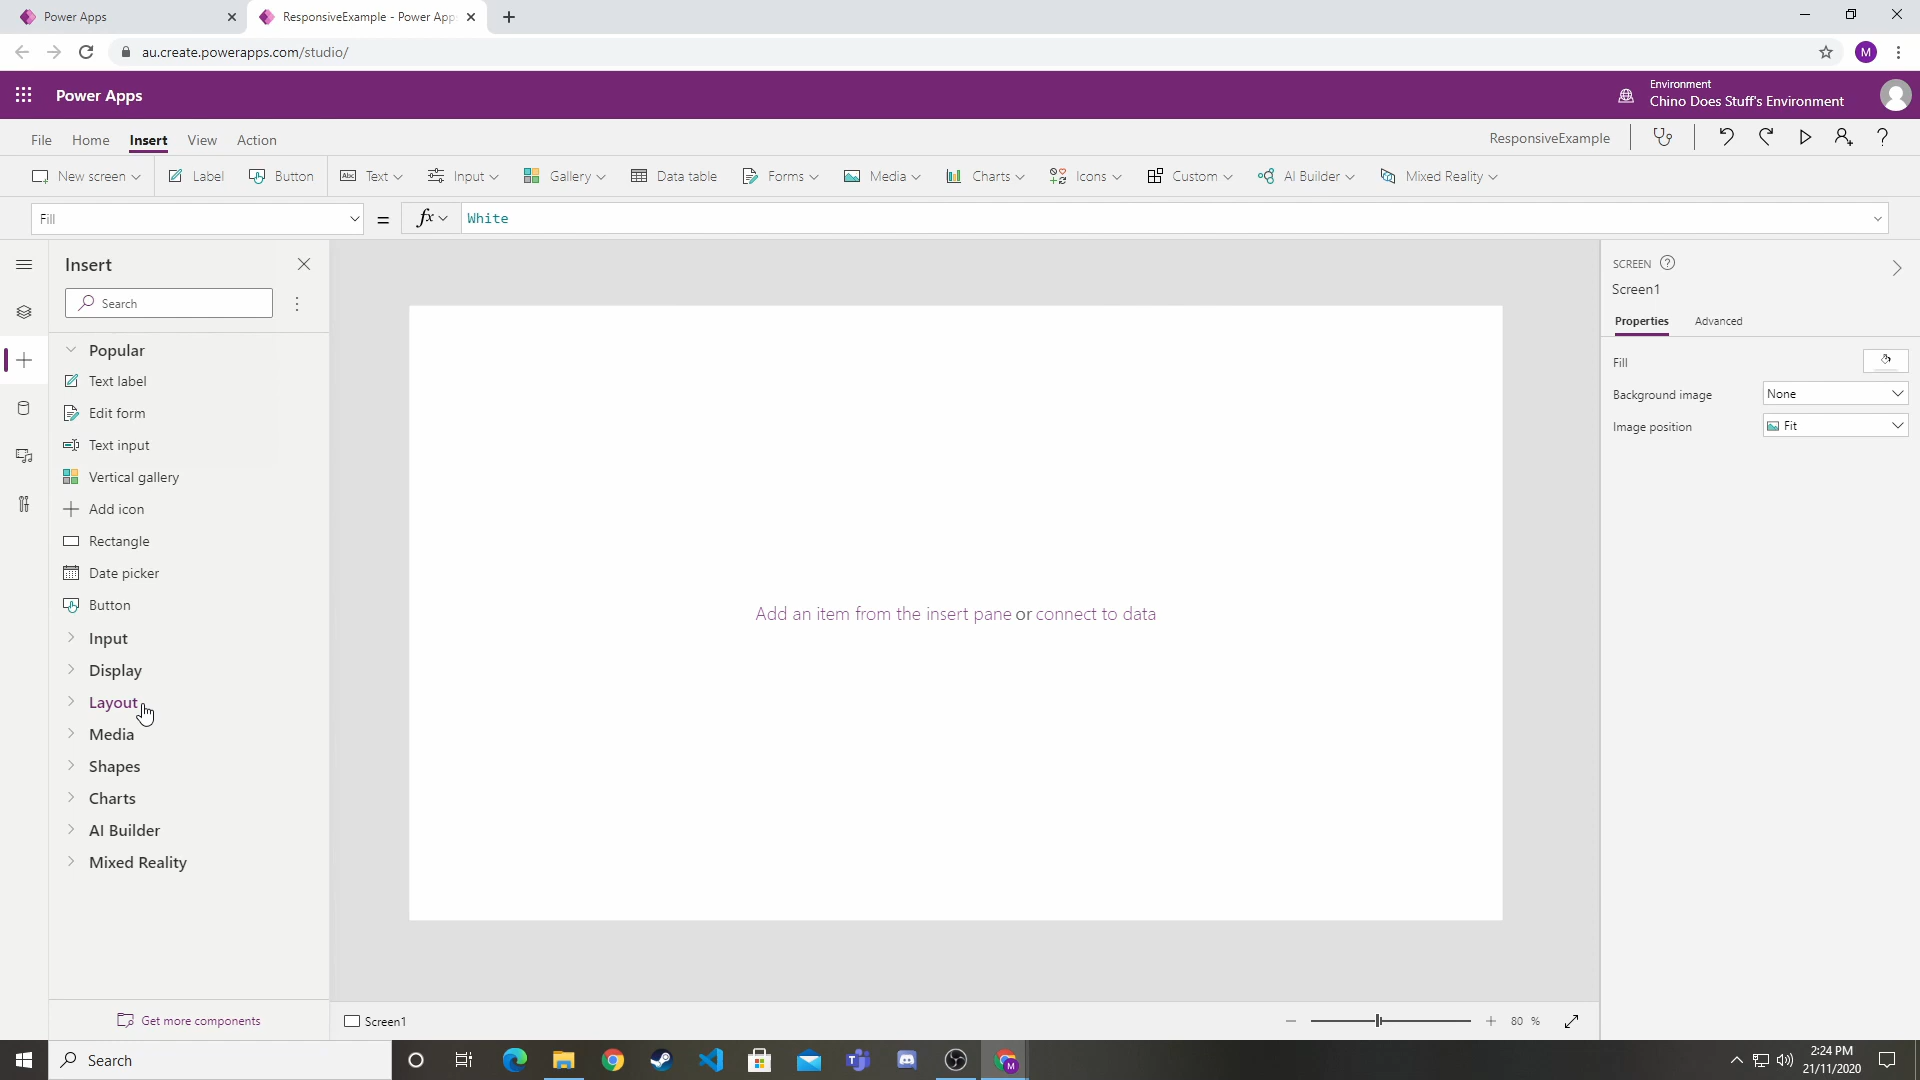 Power Apps
ResponsiveExample - Power App
au.create.powerapps.com/studio/
M
Power Apps
Environment
Chino Does Stuff's Environment
File Home Insert View Action
ResponsiveExample
New screen Label Button Abc Text Input Gallery Data table Forms Media Charts Icons Custom AI Builder Mixed Reality
Fill = fx White
Insert
Search
Popular
Text label
Edit form
Text input
Vertical gallery
Add icon
Rectangle
Date picker
Button
Input
Display
Layout
Media
Shapes
Charts
AI Builder
Mixed Reality
Get more components
Add an item from the insert pane or connect to data
SCREEN
Screen1
Properties Advanced
Fill
Background image None
Image position Fit
Screen1
80 %
Search
M
2:24 PM
21/11/2020